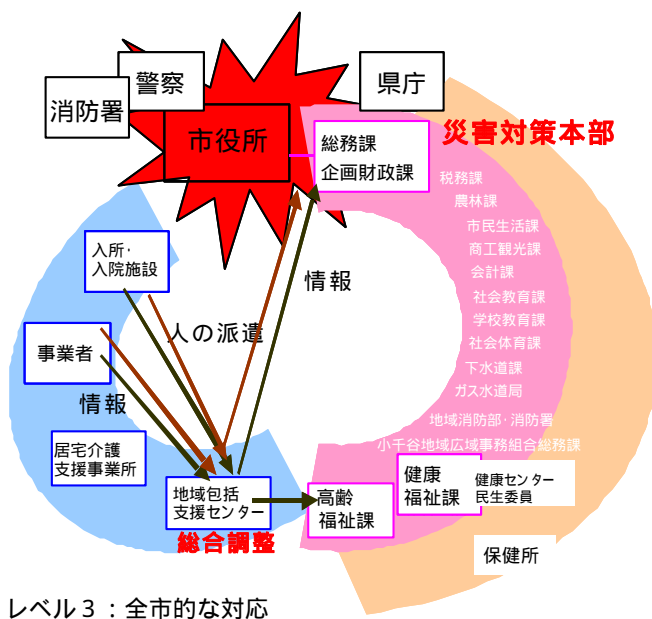 警察
県庁
消防署
市役所
総務課
企画財政課
災害対策本部
税務課
農林課
市民生活課
商工観光課
会計課
社会教育課
学校教育課
社会体育課
下水道課
ガス水道局
地域消防部・消防署
小千谷地域広域事務組合総務課
入所・
入院施設
情報
人の派遣
事業者
情報
居宅介護
支援事業所
地域包括
支援センター
総合調整
高齢
福祉課
健康
福祉課
健康センター
民生委員
保健所
レベル３：全市的な対応